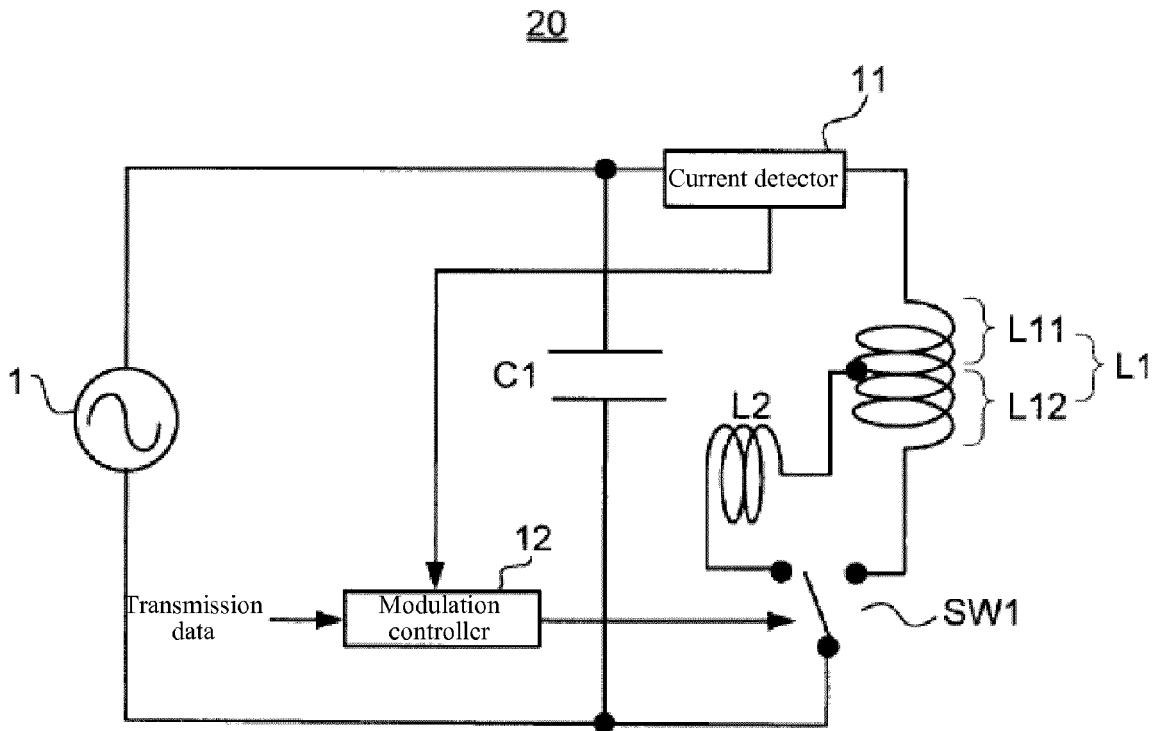 20
11
Current detector
L11
L1
L12
C1
1
L2
12
Transmission
data
Modulation
controller
SW1